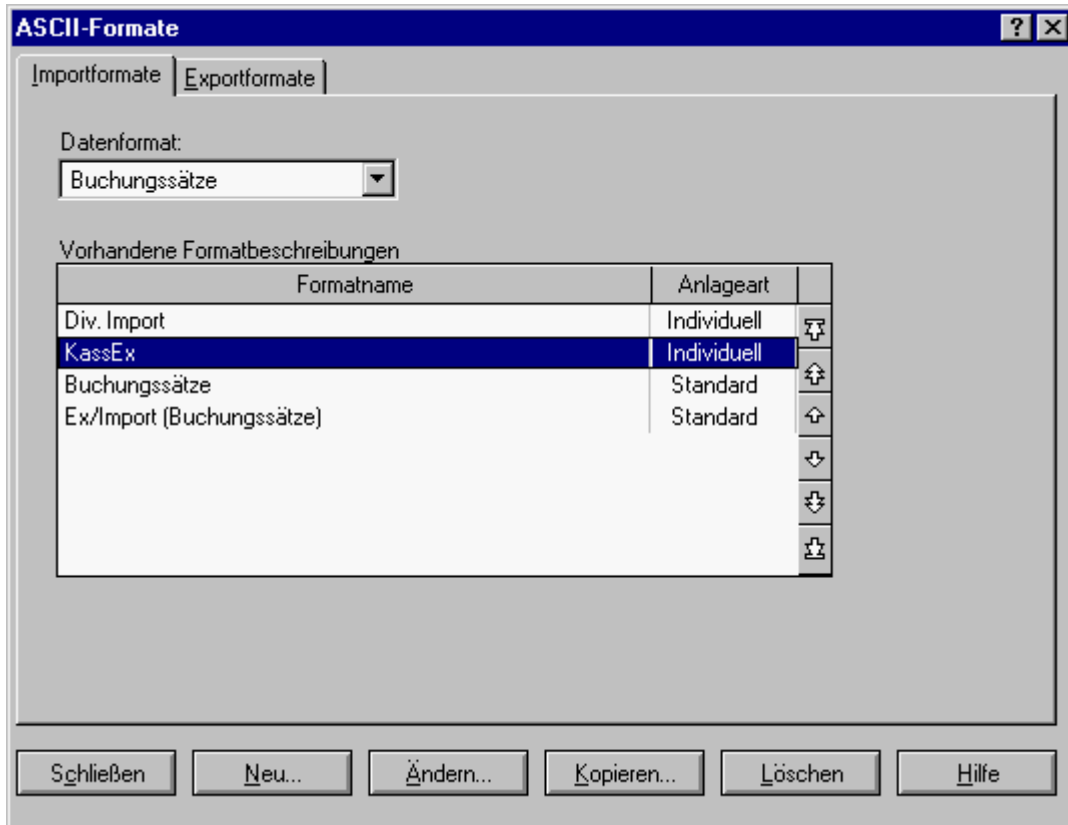 ASCII-Formate
Importformate Exportformate
Datenformat:
Buchungssätze
Vorhandene Formatbeschreibungen
Formatname Anlageart
Div. Import Individuell
KassEx Individuell
Buchungssätze Standard
Ex/Import (Buchungssätze) Standard
Schließen Neu... Ändern... Kopieren... Löschen Hilfe